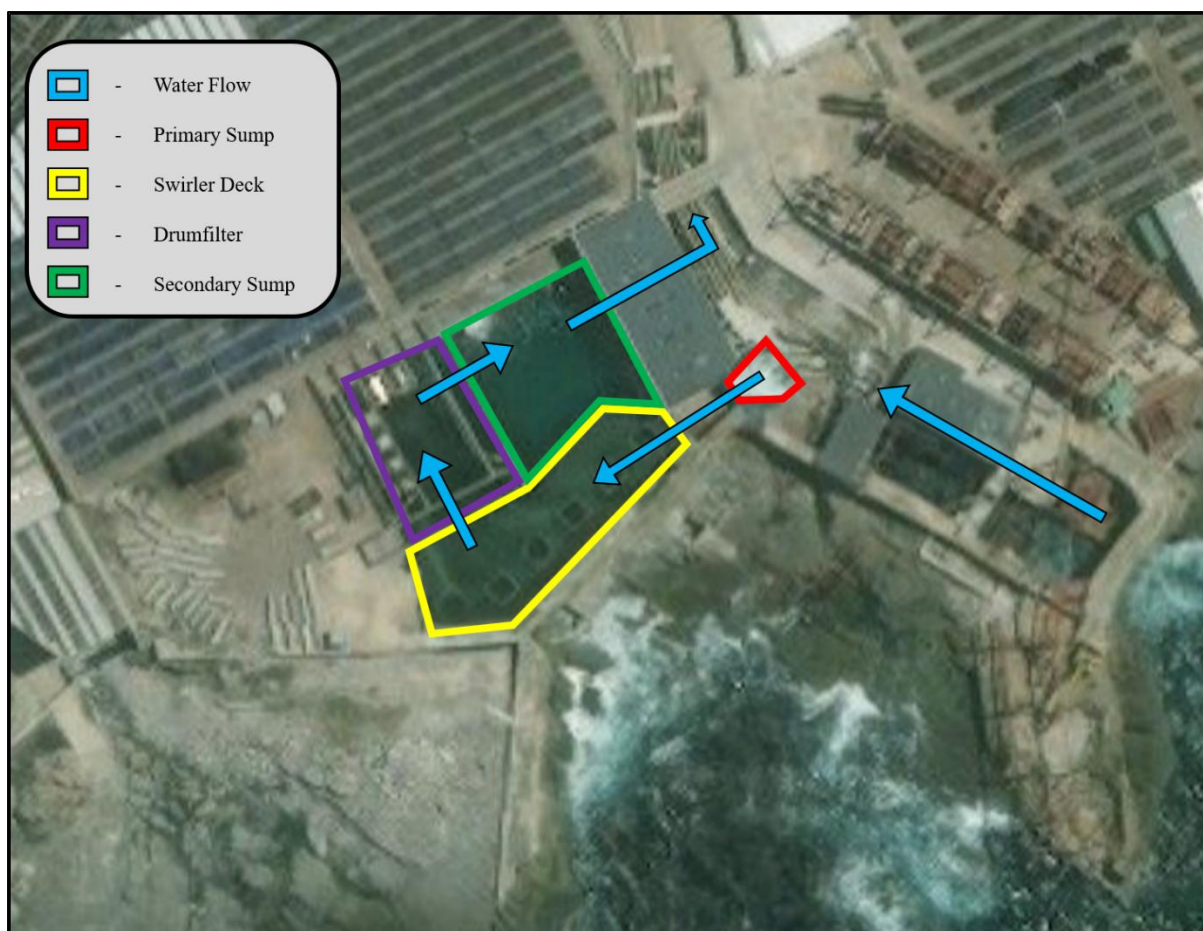 - Water Flow
- Primary Sump
- Swirler Deck
- Drumfilter
- Secondary Sump